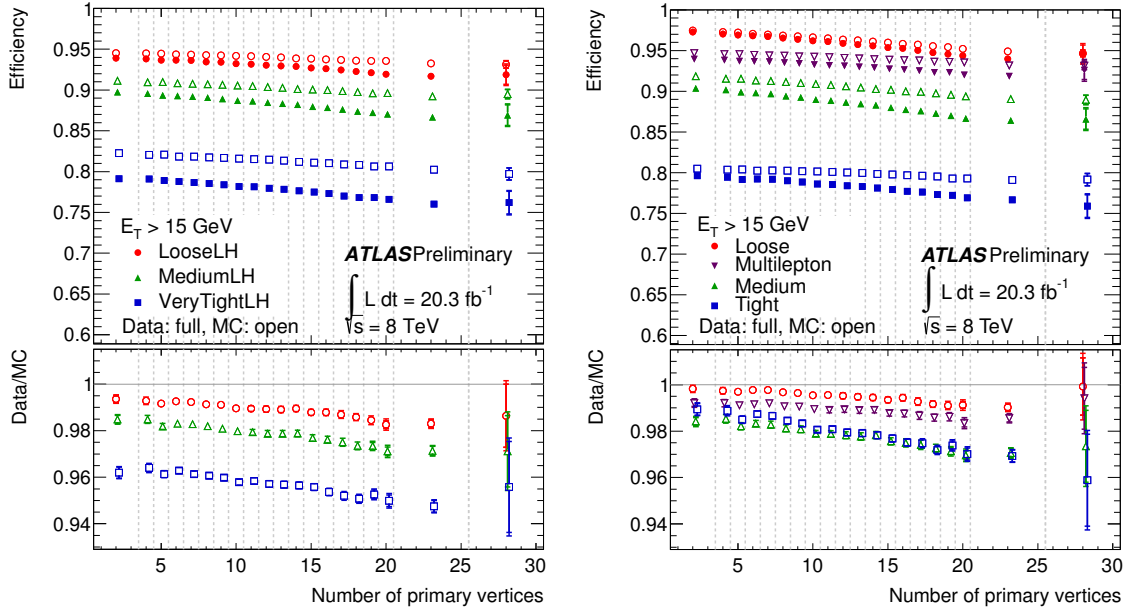 Efficiency
0.95
0.9
0.85
0.8
0.75
0.7
0.65
0.6
E_T > 15 GeV
LooseLH
MediumLH
VeryTightLH
Data: full, MC: open
ATLAS Preliminary
∫ L dt = 20.3 fb⁻¹
√s = 8 TeV
Data/MC
1
0.98
0.96
0.94
5 10 15 20 25 30
Number of primary vertices
Efficiency
1
0.95
0.9
0.85
0.8
0.75
0.7
0.65
0.6
E_T > 15 GeV
Loose
Multilepton
Medium
Tight
Data: full, MC: open
ATLAS Preliminary
∫ L dt = 20.3 fb⁻¹
√s = 8 TeV
Data/MC
1
0.98
0.96
0.94
5 10 15 20 25 30
Number of primary vertices